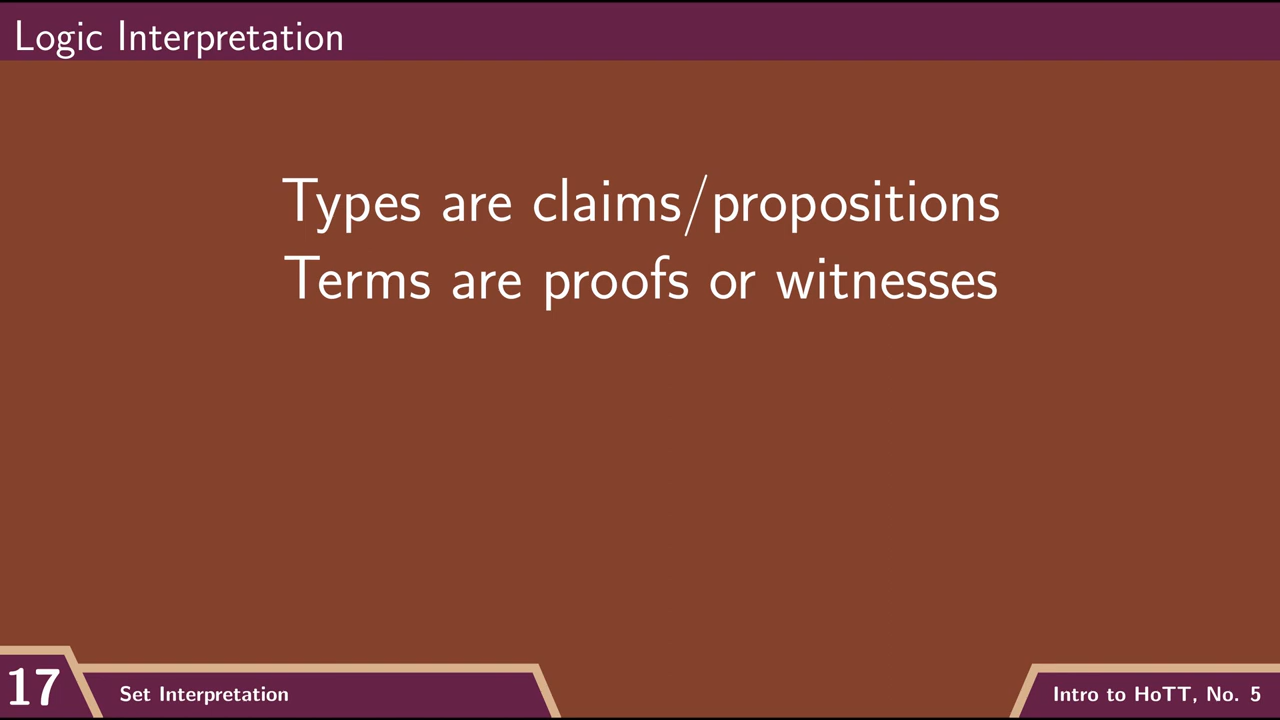 Logic Interpretation
Types are claims/propositions
Terms are proofs or witnesses
17
Set Interpretation
Intro to HoTT, No. 5